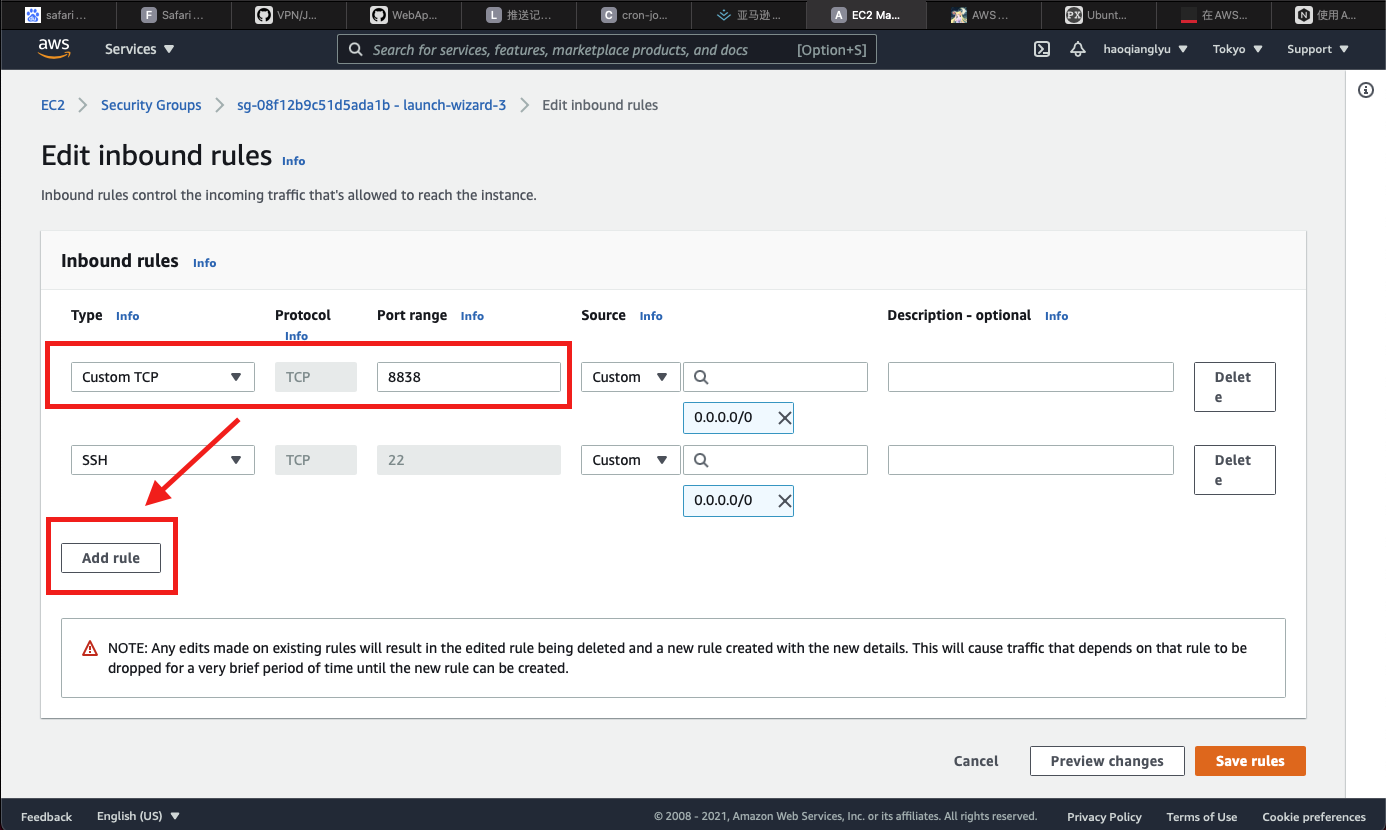 safari ...
F Safari ...
VPN/J...
WebAp...
L 推送记...
C cron-jo...
亚马逊 ...
A EC2 Ma...
AWS ...
PX Ubunt...
在 AWS...
N 使用 A...
aws
Services
Search for services, features, marketplace products, and docs [Option+S]
haoqianglyu
Tokyo
Support
EC2 > Security Groups > sg-08f12b9c51d5ada1b - launch-wizard-3 > Edit inbound rules
Edit inbound rules Info
Inbound rules control the incoming traffic that's allowed to reach the instance.
Inbound rules Info
Type Info
Protocol Info
Port range Info
Source Info
Description - optional Info
Custom TCP TCP 8838 Custom
Delet
e
0.0.0.0/0
SSH TCP 22 Custom
Delet
e
0.0.0.0/0
Add rule
NOTE: Any edits made on existing rules will result in the edited rule being deleted and a new rule created with the new details. This will cause traffic that depends on that rule to be
dropped for a very brief period of time until the new rule can be created.
Cancel
Preview changes
Save rules
Feedback
English (US)
© 2008 - 2021, Amazon Web Services, Inc. or its affiliates. All rights reserved.
Privacy Policy
Terms of Use
Cookie preferences